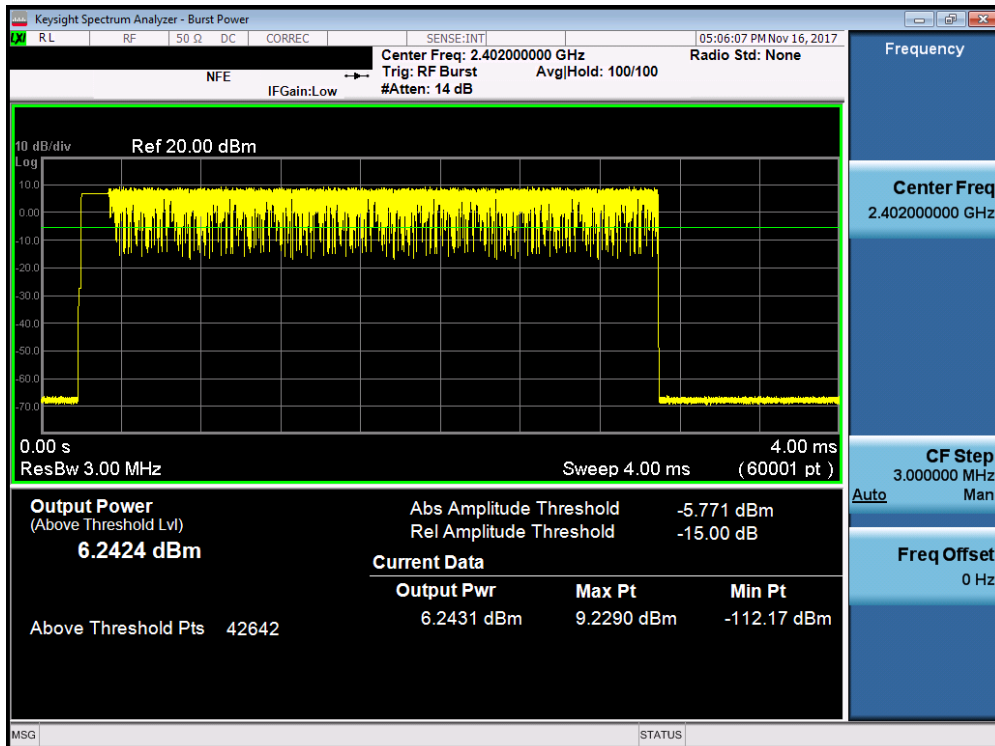 Keysight Spectrum Analyzer - Burst Power
LXI RL RF 50 Ω DC CORREC SENSE:INT 05:06:07 PM Nov 16, 2017
Center Freq: 2.402000000 GHz Radio Std: None
NFE Trig: RF Burst Avg|Hold: 100/100
IFGain:Low #Atten: 14 dB
10 dB/div Ref 20.00 dBm
Log
10.0
0.00
-10.0
-20.0
-30.0
-40.0
-50.0
-60.0
-70.0
0.00 s 4.00 ms
ResBw 3.00 MHz Sweep 4.00 ms (60001 pt)
Output Power
(Above Threshold Lvl)
6.2424 dBm
Above Threshold Pts 42642
Abs Amplitude Threshold -5.771 dBm
Rel Amplitude Threshold -15.00 dB
Current Data
Output Pwr Max Pt Min Pt
6.2431 dBm 9.2290 dBm -112.17 dBm
MSG STATUS
Frequency
Center Freq
2.402000000 GHz
CF Step
3.000000 MHz
Auto Man
Freq Offset
0 Hz